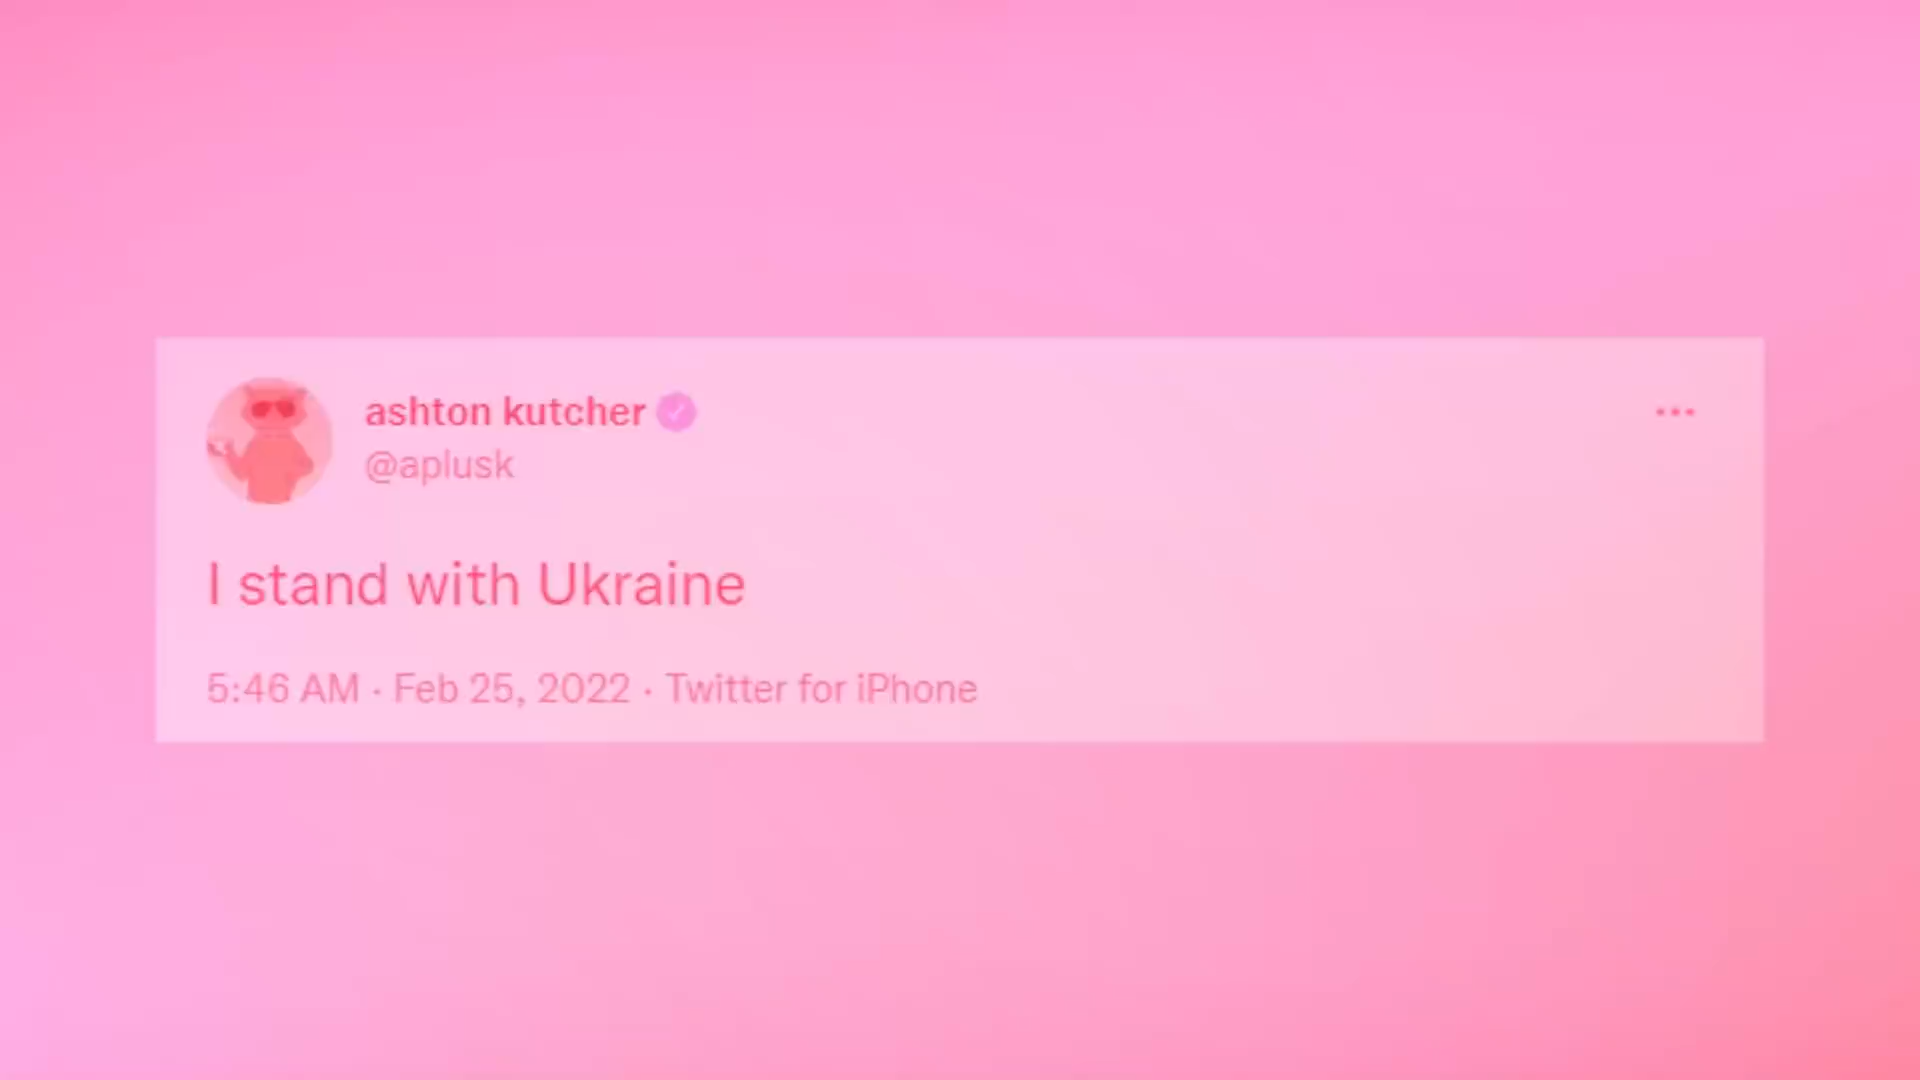 ashton kutcher
@aplusk
I stand with Ukraine
5:46 AM · Feb 25, 2022 · Twitter for iPhone